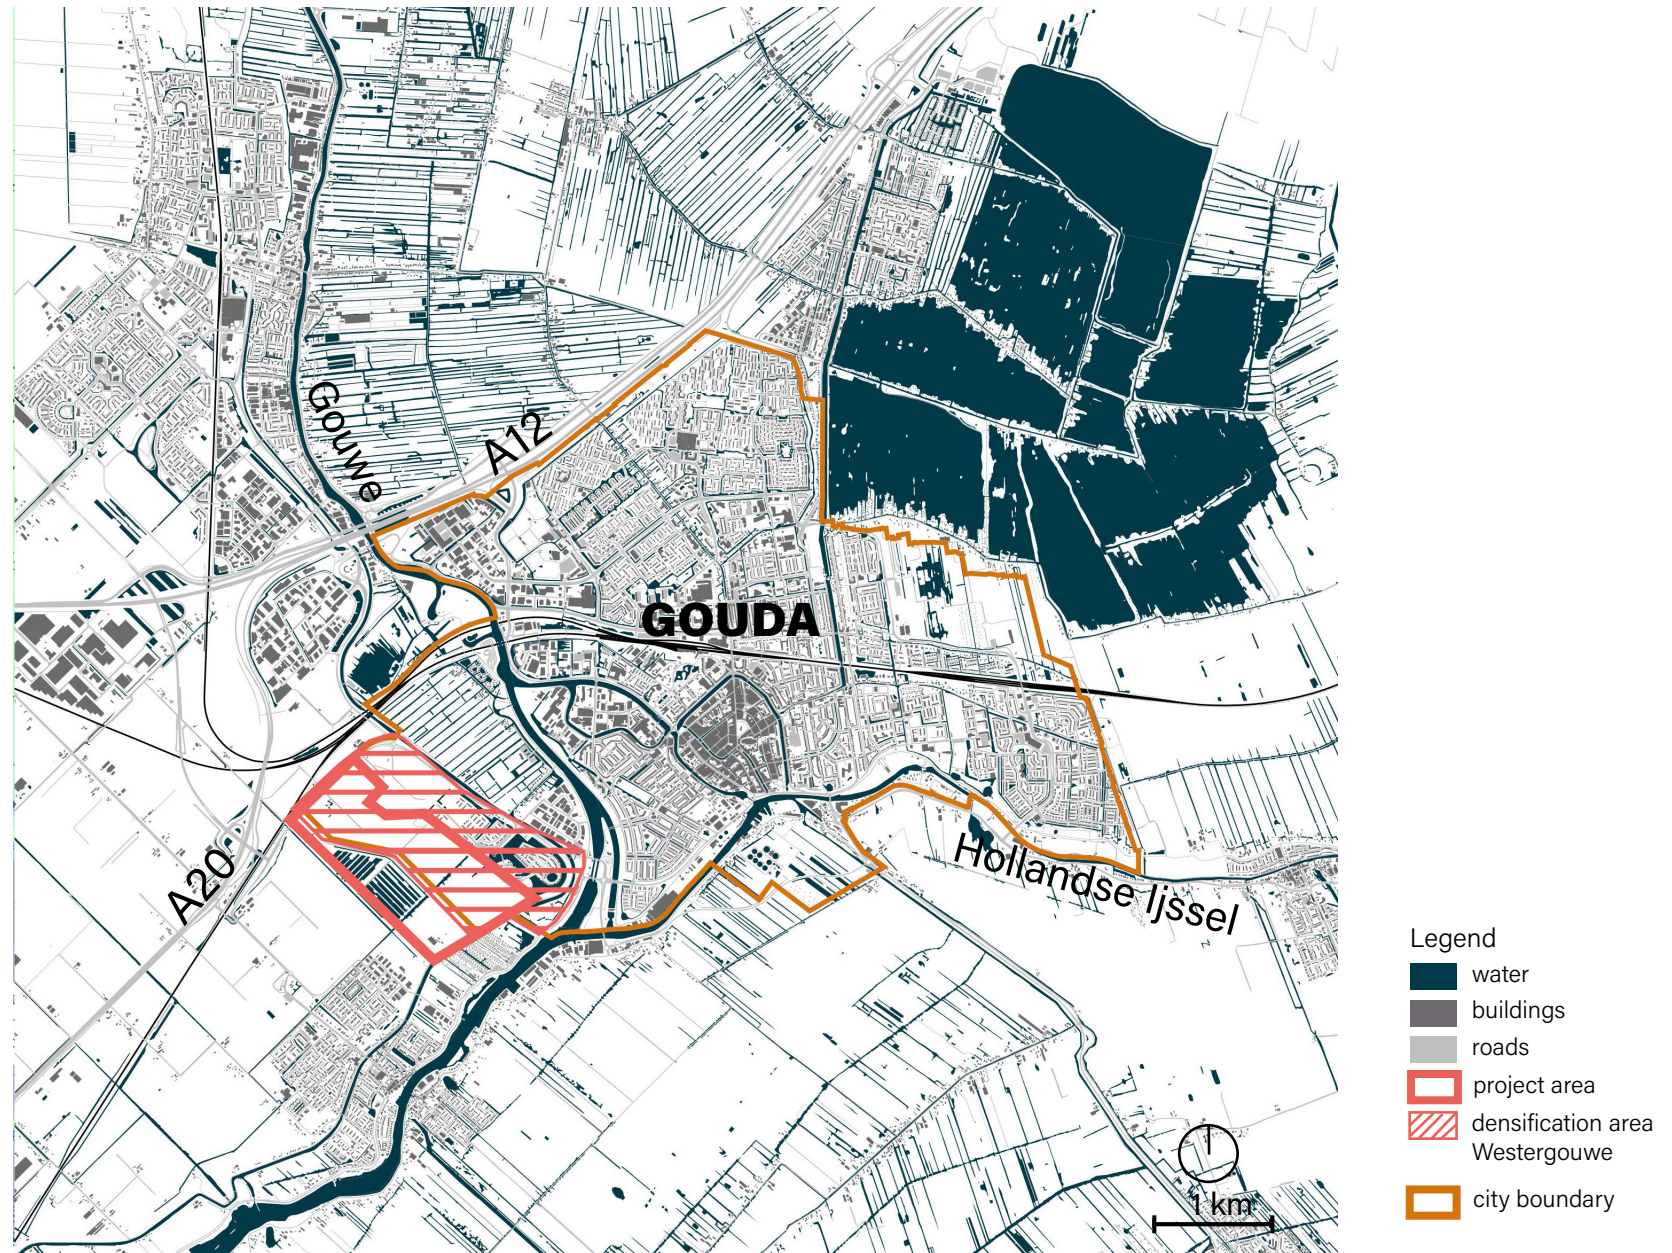 Gouwe
A12
GOUDA
A20
Hollandse Ijssel
Legend
water
buildings
roads
project area
densification area
Westergouwe
city boundary
1 km